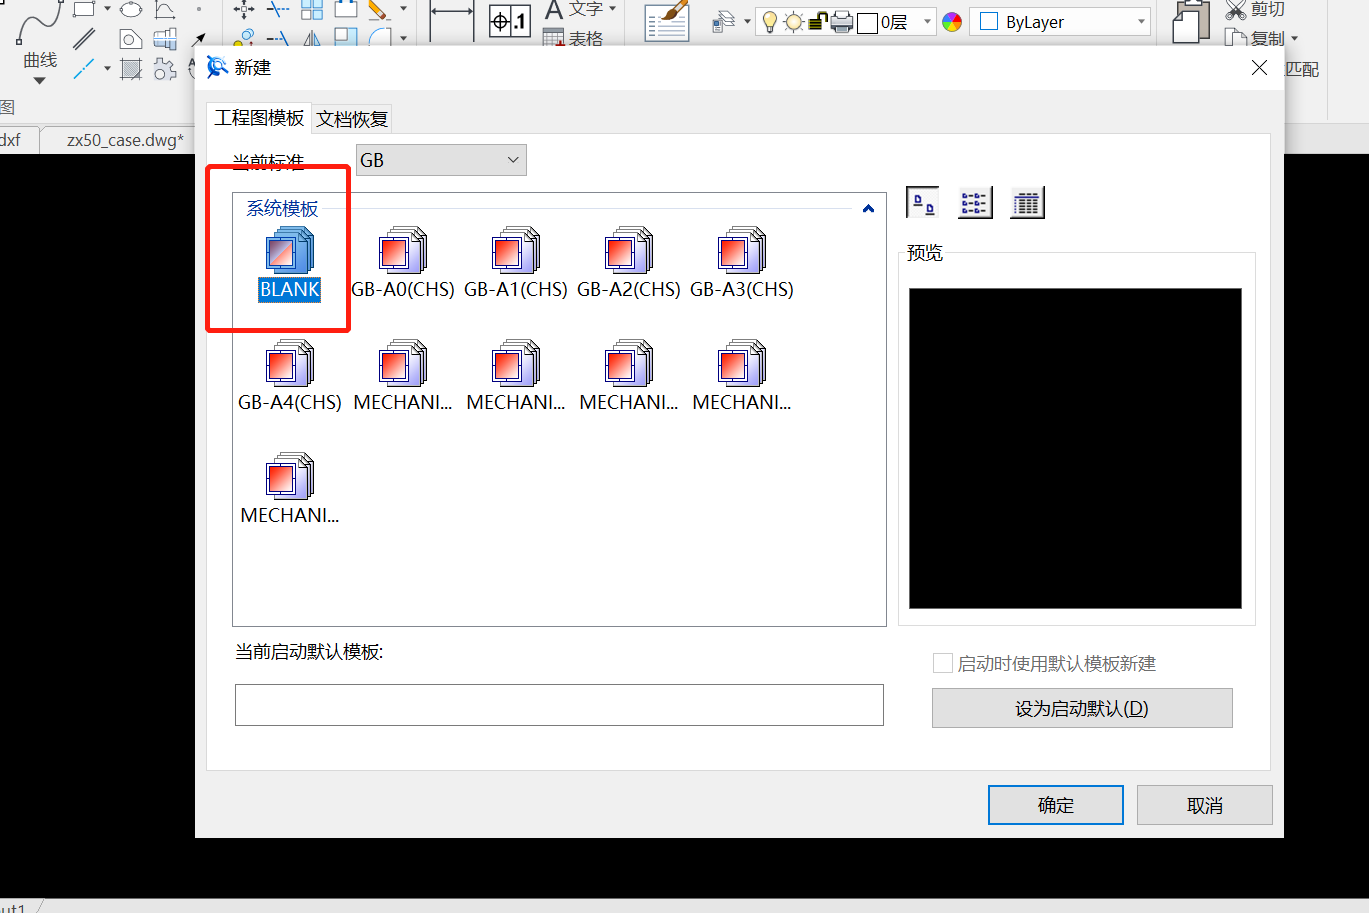 A 文字
.1
表格
曲线
图
0层
ByLayer
剪切
复制
匹配
dxf
zx50_case.dwg*
新建
工程图模板
文档恢复
当前标准
GB
系统模板
BLANK
GB-A0(CHS)
GB-A1(CHS)
GB-A2(CHS)
GB-A3(CHS)
GB-A4(CHS)
MECHANI...
MECHANI...
MECHANI...
MECHANI...
MECHANI...
预览
当前启动默认模板:
启动时使用默认模板新建
设为启动默认(D)
确定
取消